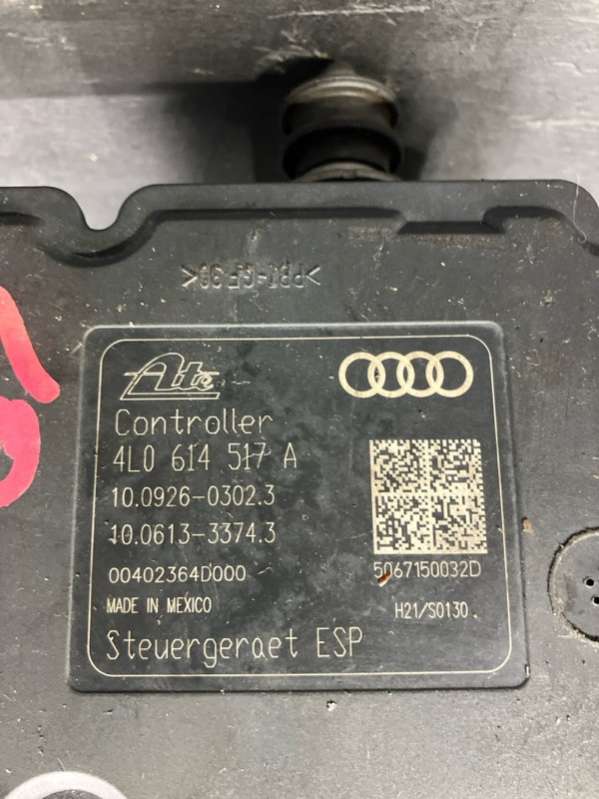 >PBT-GF30<
Ate
Controller
4L0 614 517 A
10.0926-0302.3
10.0613-3374.3
00402364D000
5067150032D
MADE IN MEXICO
H21/S0130.
Steuergeraet ESP